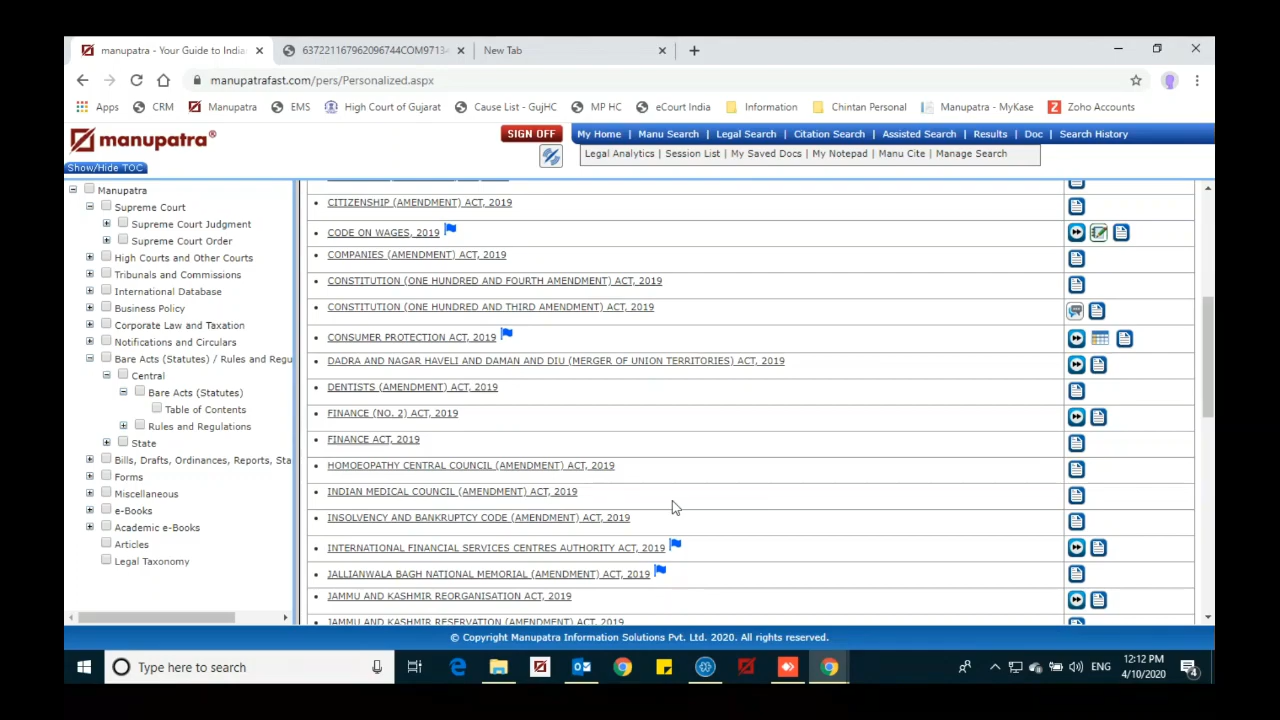 manupatra - Your Guide to India
637221167962096744COM9713
New Tab
manupatrafast.com/pers/Personalized.aspx
Apps
CRM
Manupatra
EMS
High Court of Gujarat
Cause List - GujHC
MP HC
eCourt India
Information
Chintan Personal
Manupatra - MyKase
Zoho Accounts
manupatra®
SIGN OFF
My Home | Manu Search | Legal Search | Citation Search | Assisted Search | Results | Doc | Search History
Legal Analytics | Session List | My Saved Docs | My Notepad | Manu Cite | Manage Search
Show/Hide TOC
Manupatra
Supreme Court
Supreme Court Judgment
Supreme Court Order
High Courts and Other Courts
Tribunals and Commissions
International Database
Business Policy
Corporate Law and Taxation
Notifications and Circulars
Bare Acts (Statutes) / Rules and Regu
Central
Bare Acts (Statutes)
Table of Contents
Rules and Regulations
State
Bills, Drafts, Ordinances, Reports, Sta
Forms
Miscellaneous
e-Books
Academic e-Books
Articles
Legal Taxonomy
• CITIZENSHIP (AMENDMENT) ACT, 2019
• CODE ON WAGES, 2019
• COMPANIES (AMENDMENT) ACT, 2019
• CONSTITUTION (ONE HUNDRED AND FOURTH AMENDMENT) ACT, 2019
• CONSTITUTION (ONE HUNDRED AND THIRD AMENDMENT) ACT, 2019
• CONSUMER PROTECTION ACT, 2019
• DADRA AND NAGAR HAVELI AND DAMAN AND DIU (MERGER OF UNION TERRITORIES) ACT, 2019
• DENTISTS (AMENDMENT) ACT, 2019
• FINANCE (NO. 2) ACT, 2019
• FINANCE ACT, 2019
• HOMOEOPATHY CENTRAL COUNCIL (AMENDMENT) ACT, 2019
• INDIAN MEDICAL COUNCIL (AMENDMENT) ACT, 2019
• INSOLVENCY AND BANKRUPTCY CODE (AMENDMENT) ACT, 2019
• INTERNATIONAL FINANCIAL SERVICES CENTRES AUTHORITY ACT, 2019
• JALLIANWALA BAGH NATIONAL MEMORIAL (AMENDMENT) ACT, 2019
• JAMMU AND KASHMIR REORGANISATION ACT, 2019
JAMMU AND KASHMIR RESERVATION (AMENDMENT) ACT, 2019
© Copyright Manupatra Information Solutions Pvt. Ltd. 2020. All rights reserved.
Type here to search
ENG
12:12 PM
4/10/2020
4